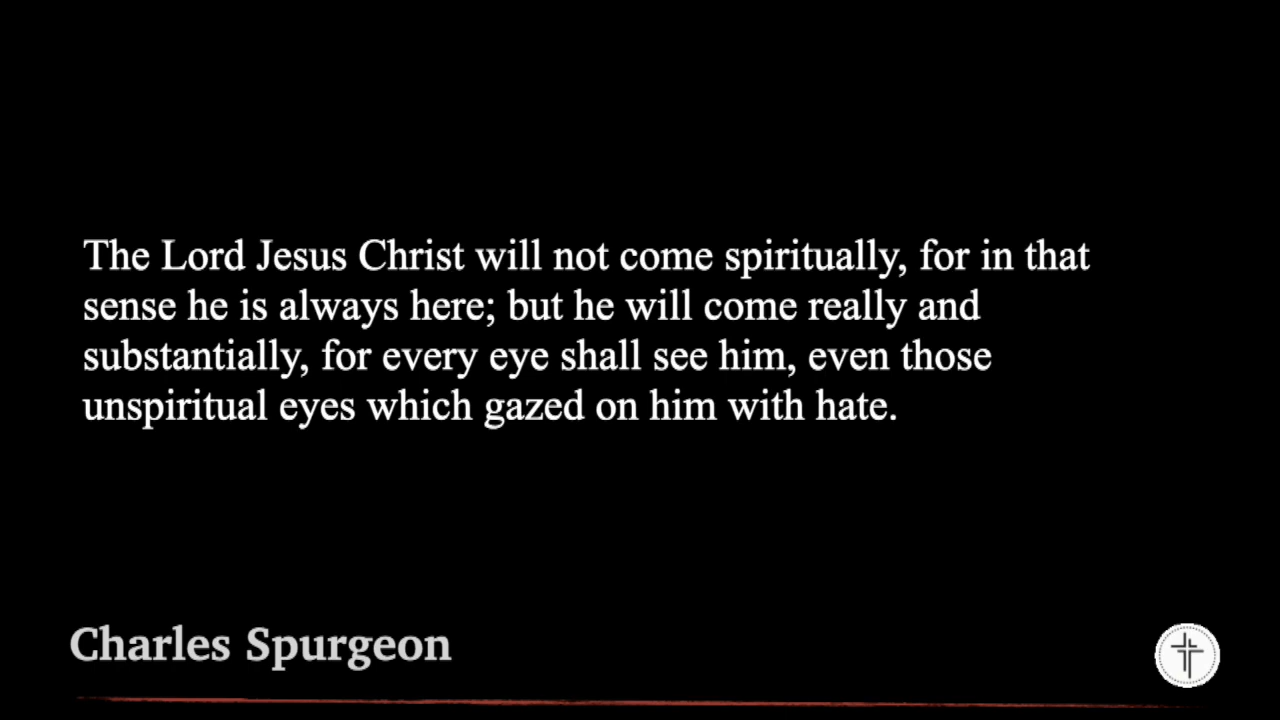 The Lord Jesus Christ will not come spiritually, for in that
sense he is always here; but he will come really and
substantially, for every eye shall see him, even those
unspiritual eyes which gazed on him with hate.
Charles Spurgeon